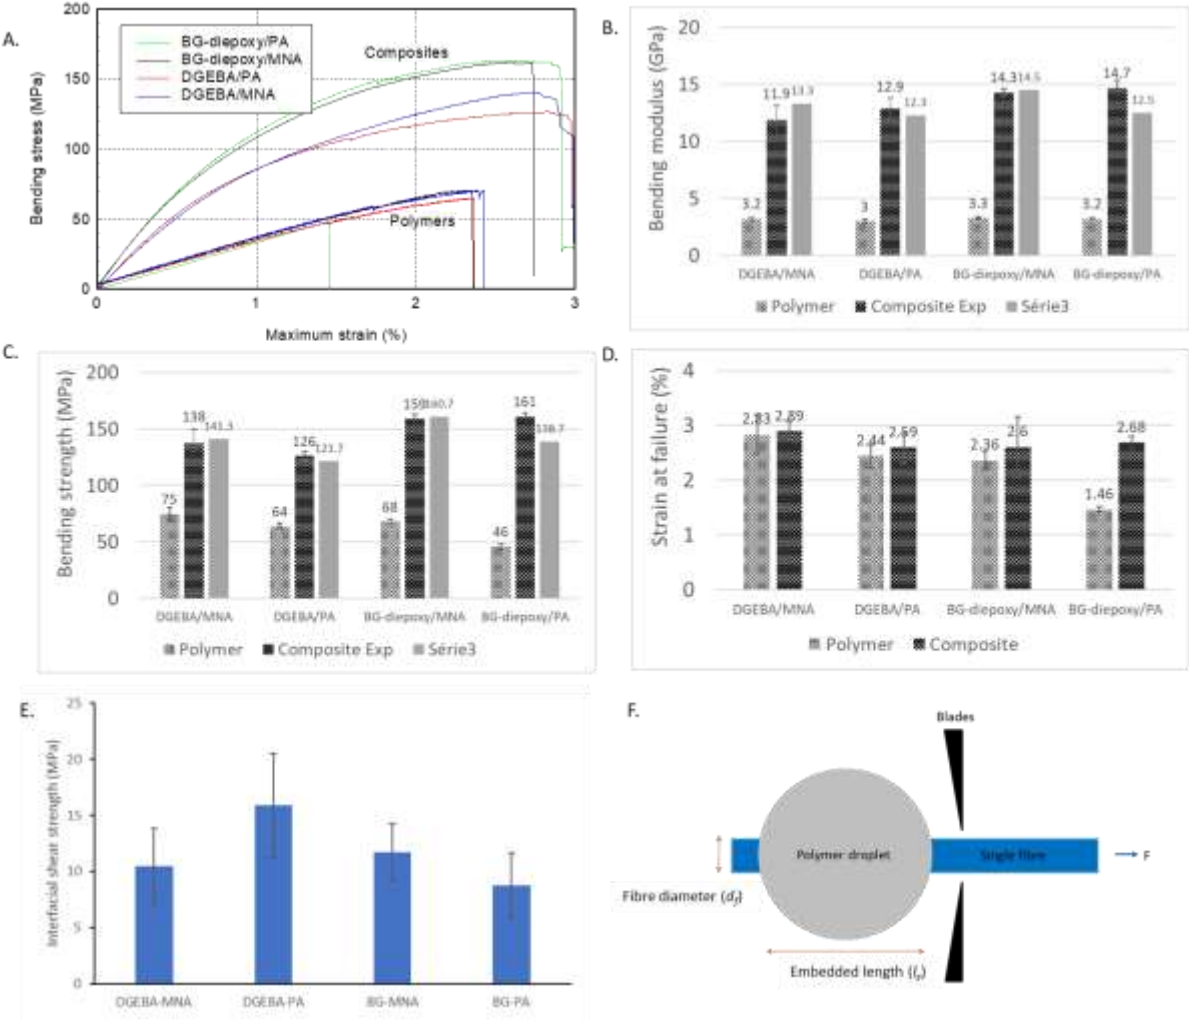 A.
200
150
100
50
0
Bending stress (MPa)
BG-diepoxy/PA
BG-diepoxy/MNA
DGEBA/PA
DGEBA/MNA
Composites
Polymers
0 1 2 3
Maximum strain (%)
B.
Bending modulus (GPa)
20
15
10
5
0
3.2 11.9 13.3
3 12.9 12.3
3.3 14.3 14.5
3.2 14.7 12.5
DGEBA/MNA DGEBA/PA BG-diepoxy/MNA BG-diepoxy/PA
Polymer Composite Exp Série3
C.
Bending strength (MPa)
200
150
100
50
0
75 138 141.3
64 126 121.7
68 159 160.7
46 161 138.7
DGEBA/MNA DGEBA/PA BG-diepoxy/MNA BG-diepoxy/PA
Polymer Composite Exp Série3
D.
Strain at failure (%)
4
3
2
1
0
2.83 2.89
2.44 2.59
2.36 2.6
1.46 2.68
DGEBA/MNA DGEBA/PA BG-diepoxy/MNA BG-diepoxy/PA
Polymer Composite
E.
Interfacial shear strength (MPa)
25
20
15
10
5
0
DGEBA-MNA DGEBA-PA BG-MNA BG-PA
F.
Blades
Polymer droplet
Single fibre
F
Fibre diameter (df)
Embedded length (le)